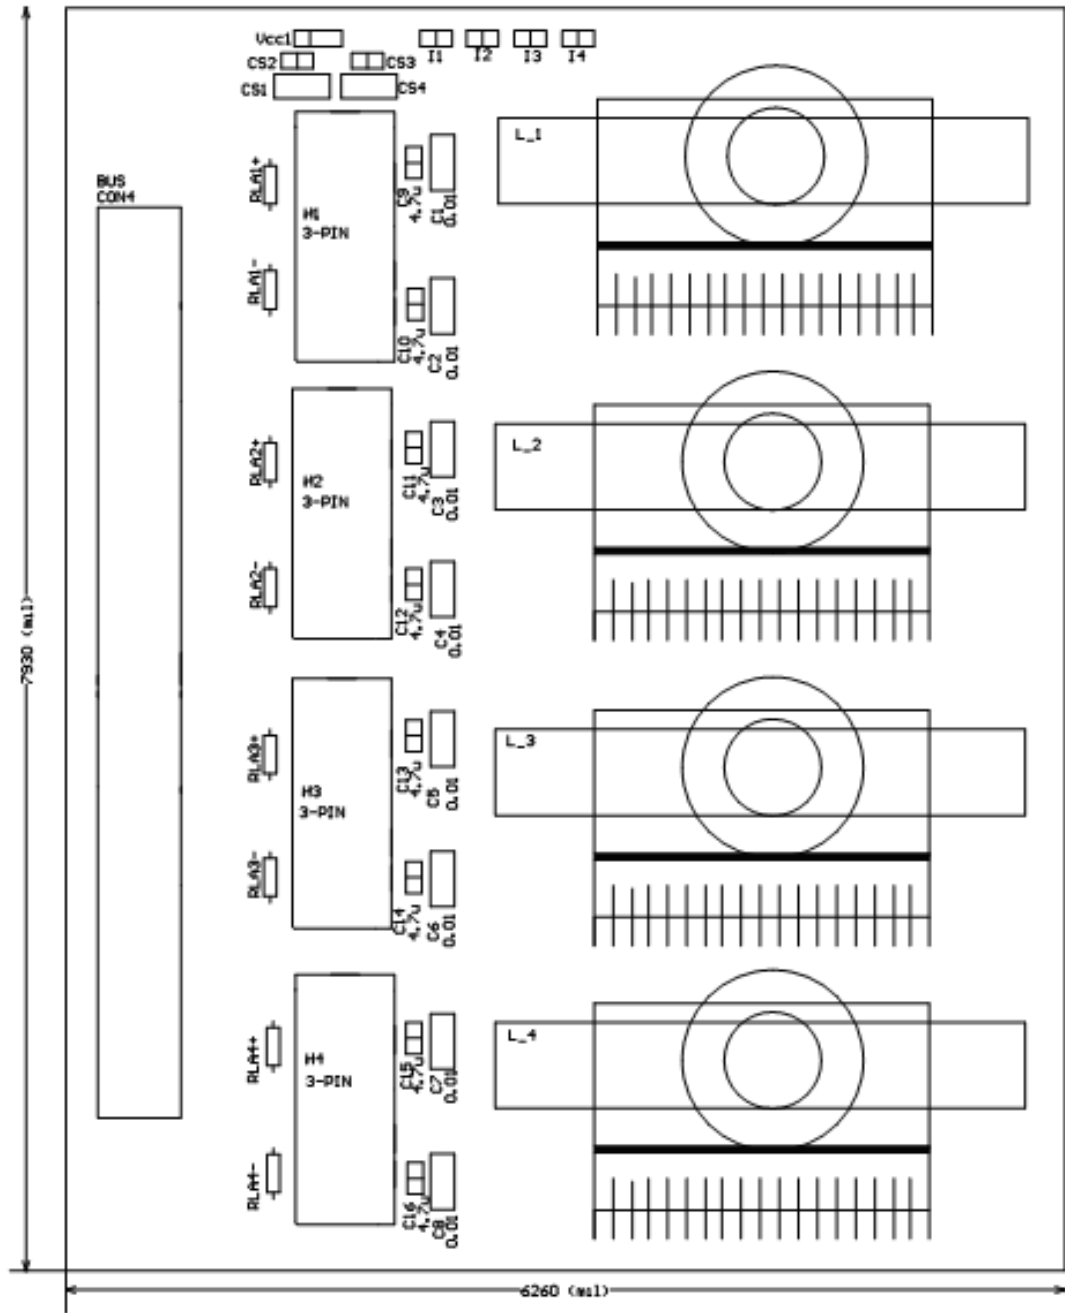 Vcc1
I1
I2
I3
I4
CS2
CS3
CS1
CS4
L_1
BUS
CON4
RLA1+
M1
3-PIN
C9
4.7u
C1
0.01
RLA1-
C10
4.7u
C2
0.01
L_2
RLA2+
M2
3-PIN
C11
4.7u
C3
0.01
RLA2-
C12
4.7u
C4
0.01
7930 (mil)
L_3
RLA3+
M3
3-PIN
C13
4.7u
C5
0.01
RLA3-
C14
4.7u
C6
0.01
L_4
RLA4+
M4
3-PIN
C15
4.7u
C7
0.01
RLA4-
C16
4.7u
C8
0.01
6260 (mil)